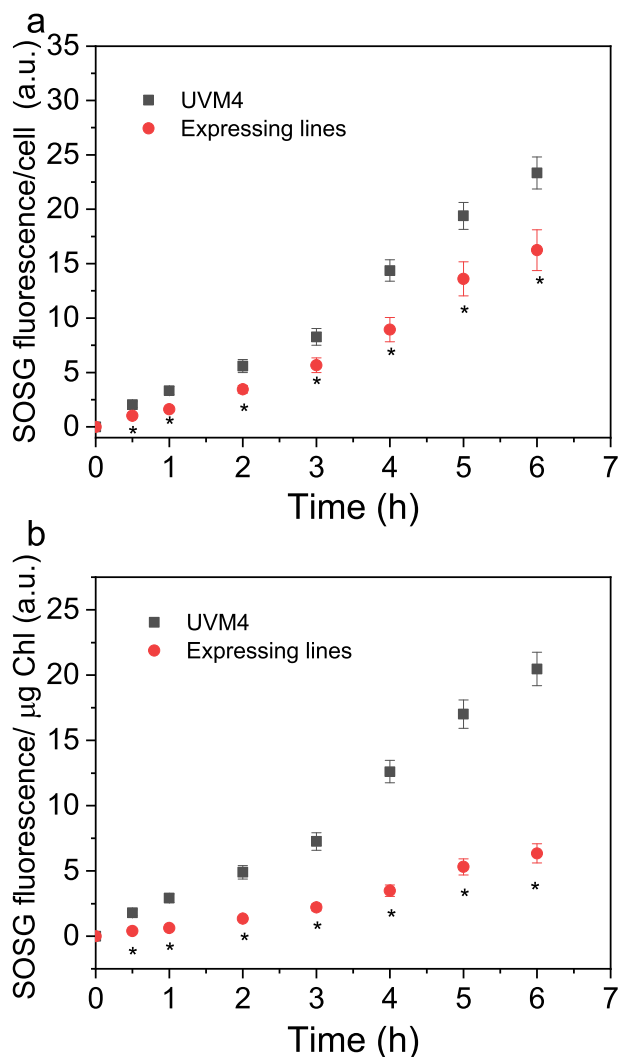 a
SOSG fluorescence/cell (a.u.)
35
30
25
20
15
10
5
0
UVM4
Expressing lines
* * * * * * * *
0 1 2 3 4 5 6 7
Time (h)
b
SOSG fluorescence/ μg Chl (a.u.)
25
20
15
10
5
0
UVM4
Expressing lines
* * * * * * * *
0 1 2 3 4 5 6 7
Time (h)